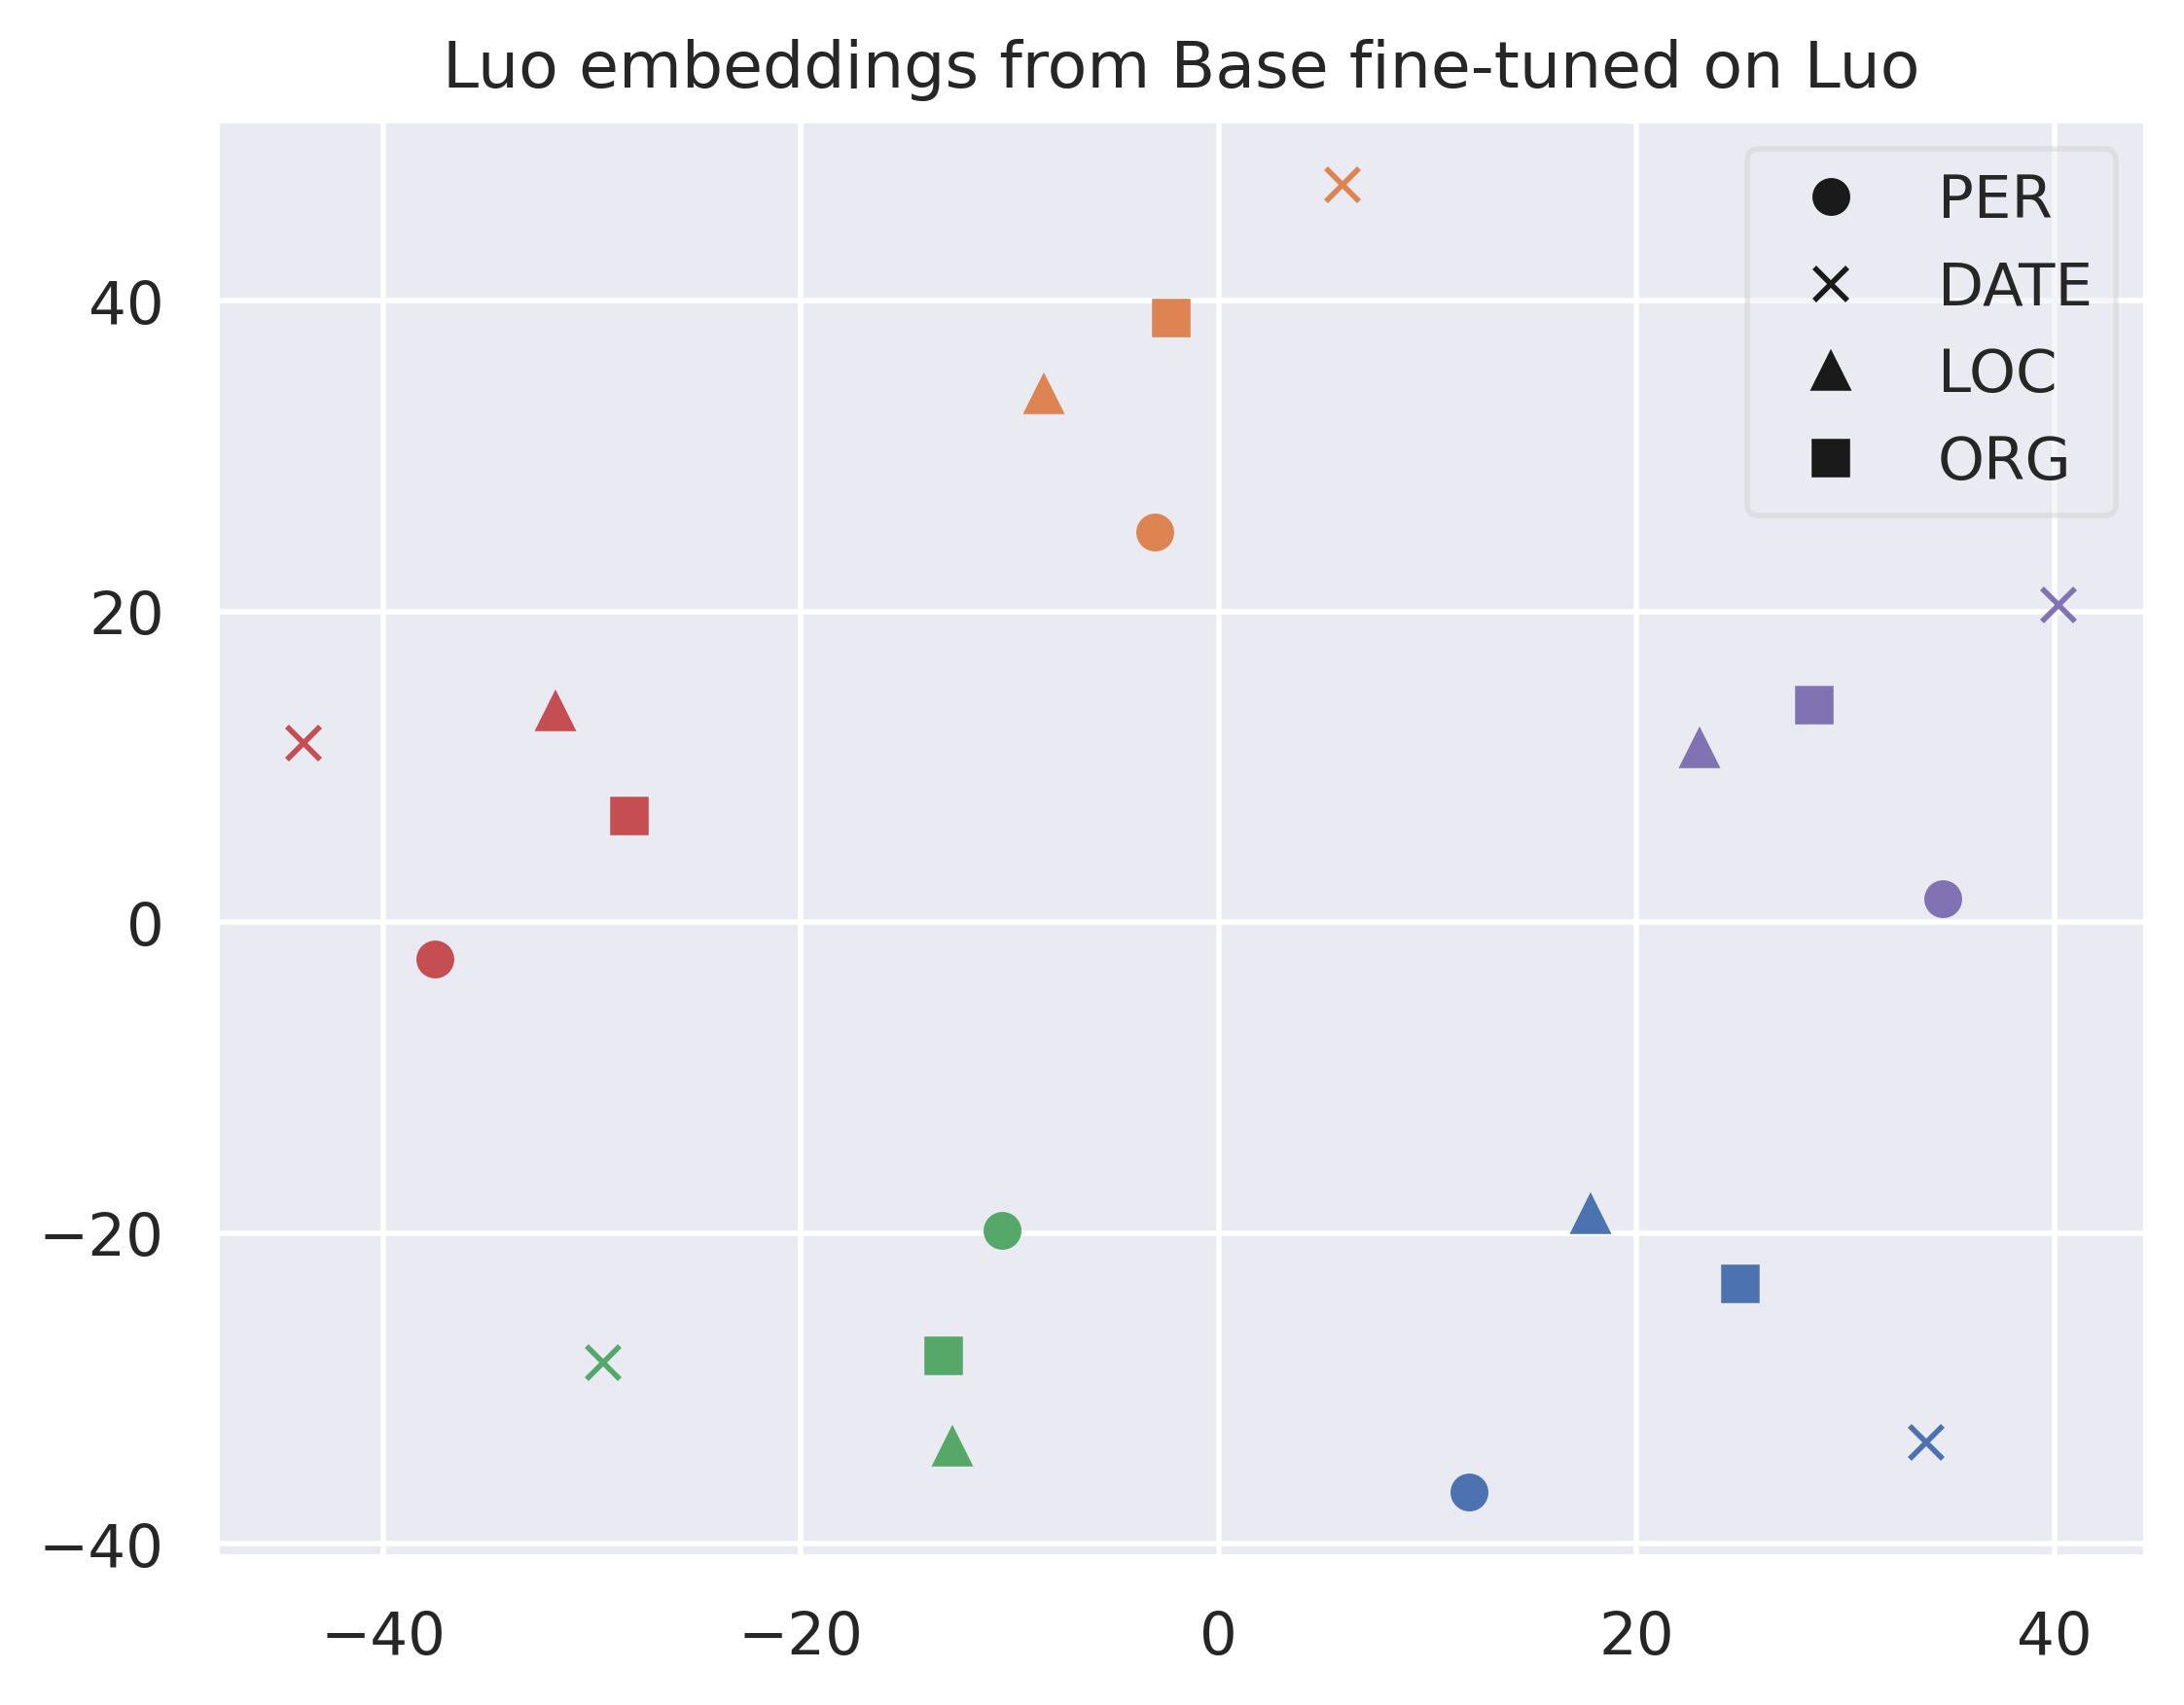 Luo embeddings from Base fine-tuned on Luo
PER
DATE
LOC
ORG
40
20
0
−20
−40
−40 −20 0 20 40